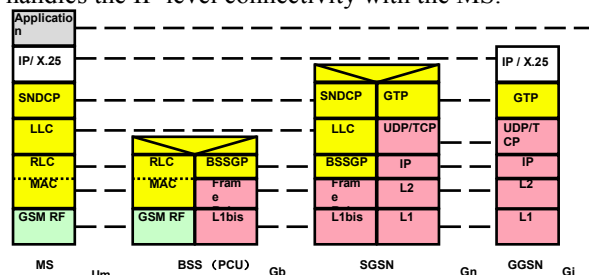 handles the IP level connectivity with the MS.
Applicatio
n
IP/ X.25
IP / X.25
SNDCP
SNDCP
GTP
GTP
LLC
LLC
UDP/TCP
UDP/T
CP
RLC
RLC
BSSGP
BSSGP
IP
IP
MAC
MAC
Fram
e
Fram
e
L2
L2
GSM RF
GSM RF
L1bis
L1bis
L1
L1
MS
Um
BSS (PCU)
Gb
SGSN
Gn
GGSN
Gi